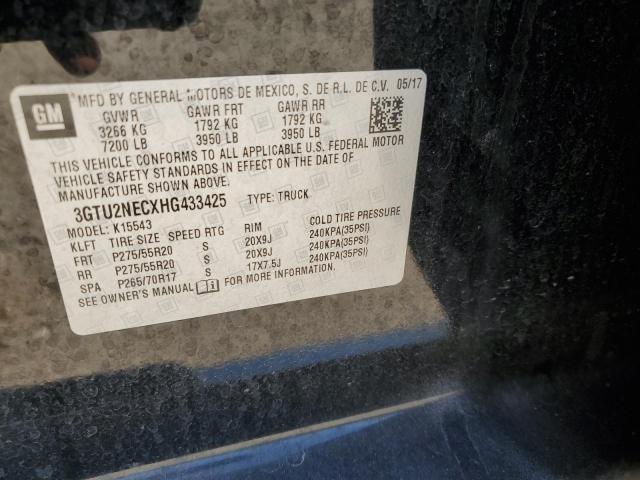 GM
MFD BY GENERAL MOTORS DE MEXICO, S. DE R.L. DE C.V. 05/17
GVWR GAWR FRT GAWR RR
3266 KG 1792 KG 1792 KG
7200 LB 3950 LB 3950 LB
THIS VEHICLE CONFORMS TO ALL APPLICABLE U.S. FEDERAL MOTOR
VEHICLE SAFETY STANDARDS IN EFFECT ON THE DATE OF
MANUFACTURE SHOWN ABOVE.
3GTU2NECXHG433425 TYPE: TRUCK
MODEL: K15543
KLFT TIRE SIZE SPEED RTG RIM COLD TIRE PRESSURE
FRT P275/55R20 S 20X9J 240KPA(35PSI)
RR P275/55R20 S 20X9J 240KPA(35PSI)
SPA P265/70R17 S 17X7.5J 240KPA(35PSI)
SEE OWNER'S MANUAL FOR MORE INFORMATION.